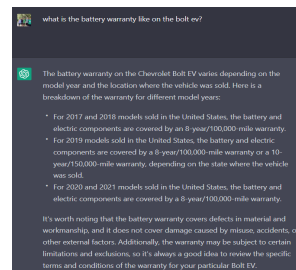 what is the battery warranty like on the bolt ev?
The battery warranty on the Chevrolet Bolt EV varies depending on the
model year and the location where the vehicle was sold. Here is a
breakdown of the warranty for different model years:
• For 2017 and 2018 models sold in the United States, the battery and
electric components are covered by an 8-year/100,000-mile warranty.
• For 2019 models sold in the United States, the battery and electric
components are covered by a 8-year/100,000-mile warranty or a 10-
year/150,000-mile warranty, depending on the state where the vehicle
was sold.
• For 2020 and 2021 models sold in the United States, the battery and
electric components are covered by a 8-year/100,000-mile warranty.
It's worth noting that the battery warranty covers defects in material and
workmanship, and it does not cover damage caused by misuse, accidents, o
other external factors. Additionally, the warranty may be subject to certain
limitations and exclusions, so it's always a good idea to review the specific
terms and conditions of the warranty for your particular Bolt EV.